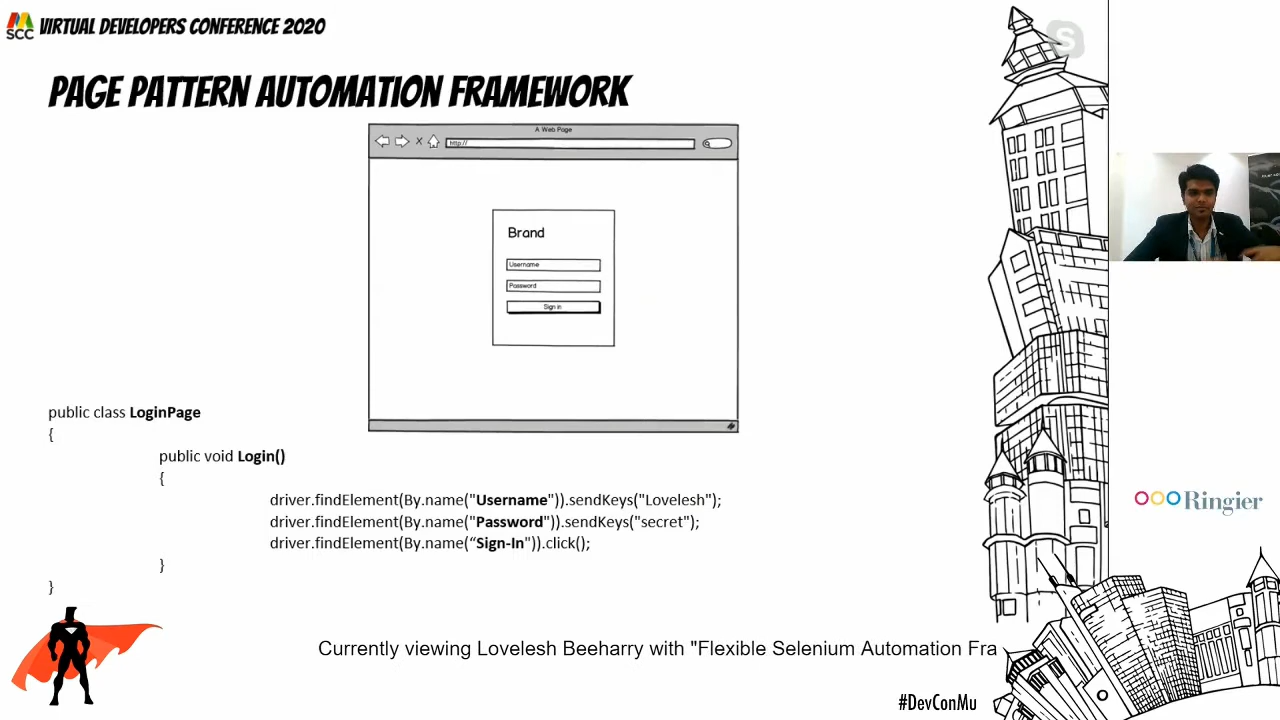 SCC VIRTUAL DEVELOPERS CONFERENCE 2020
S
PAGE PATTERN AUTOMATION FRAMEWORK
A Web Page
http://
Brand
Username
Password
Sign in
public class LoginPage
{
public void Login()
{
driver.findElement(By.name("Username")).sendKeys("Lovelesh");
driver.findElement(By.name("Password")).sendKeys("secret");
driver.findElement(By.name(“Sign-In")).click();
}
}
Ringier
Currently viewing Lovelesh Beeharry with "Flexible Selenium Automation Fra
#DevConMu